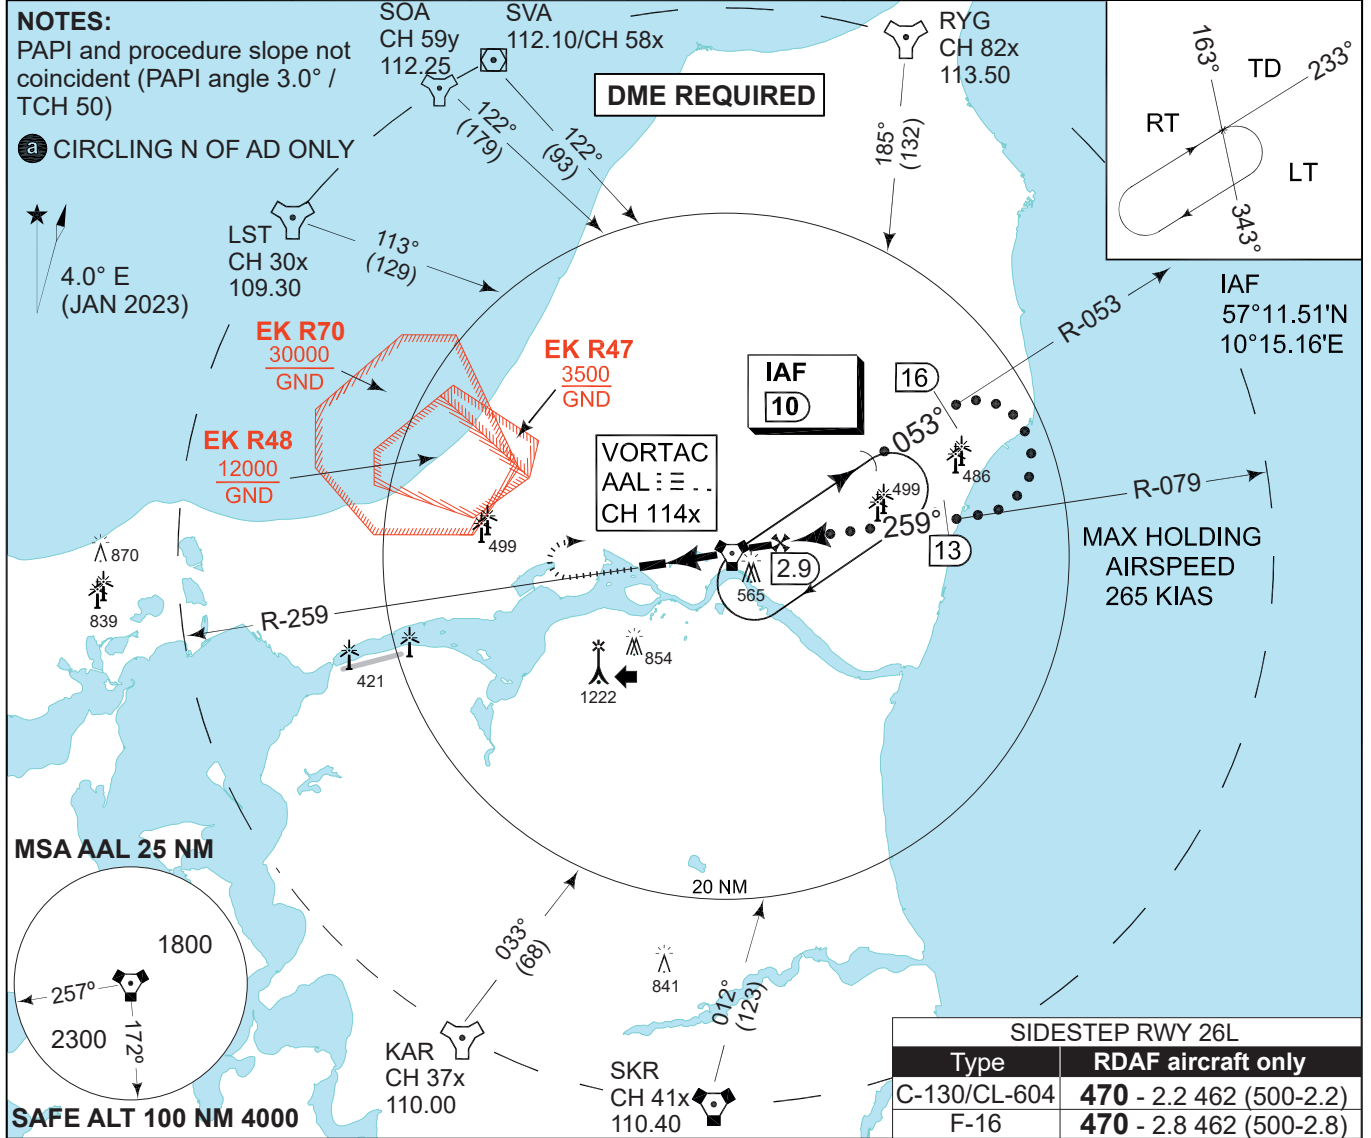 NOTES:
PAPI and procedure slope not
coincident (PAPI angle 3.0° /
TCH 50)
a CIRCLING N OF AD ONLY
4.0° E
(JAN 2023)
SOA
CH 59y
112.25
SVA
112.10/CH 58x
122°
(179)
122°
(93)
DME REQUIRED
RYG
CH 82x
113.50
185°
(132)
163°
TD
233°
RT
LT
343°
IAF
57°11.51'N
10°15.16'E
LST
CH 30x
109.30
113°
(129)
EK R70
30000
GND
EK R47
3500
GND
EK R48
12000
GND
VORTAC
AAL
CH 114x
IAF
10
16
R-053
053°
486
499
259°
13
R-079
2.9
565
MAX HOLDING
AIRSPEED
265 KIAS
499
870
839
R-259
421
854
1222
20 NM
MSA AAL 25 NM
1800
257°
2300
172°
SAFE ALT 100 NM 4000
033°
(68)
KAR
CH 37x
110.00
841
012°
(123)
SKR
CH 41x
110.40
SIDESTEP RWY 26L
Type RDAF aircraft only
C-130/CL-604 470 - 2.2 462 (500-2.2)
F-16 470 - 2.8 462 (500-2.8)